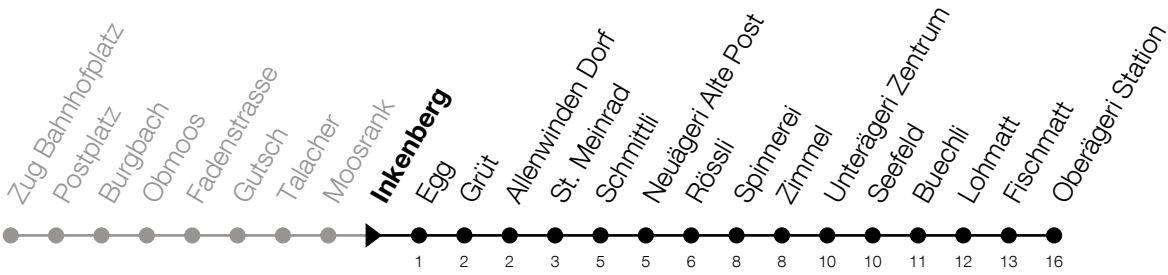 Zug Bahnhofplatz
Postplatz
Burgbach
Obmoos
Fadenstrasse
Gutsch
Talacher
Moosrank
Inkenberg
Egg
Grüt
Allenwinden Dorf
St. Meinrad
Schmittli
Neuägeri Alte Post
Rössli
Spinnerei
Zimmel
Unterägeri Zentrum
Seefeld
Buechli
Lohmatt
Fischmatt
Oberägeri Station
1 2 2 3 5 5 6 8 8 10 10 11 12 13 16